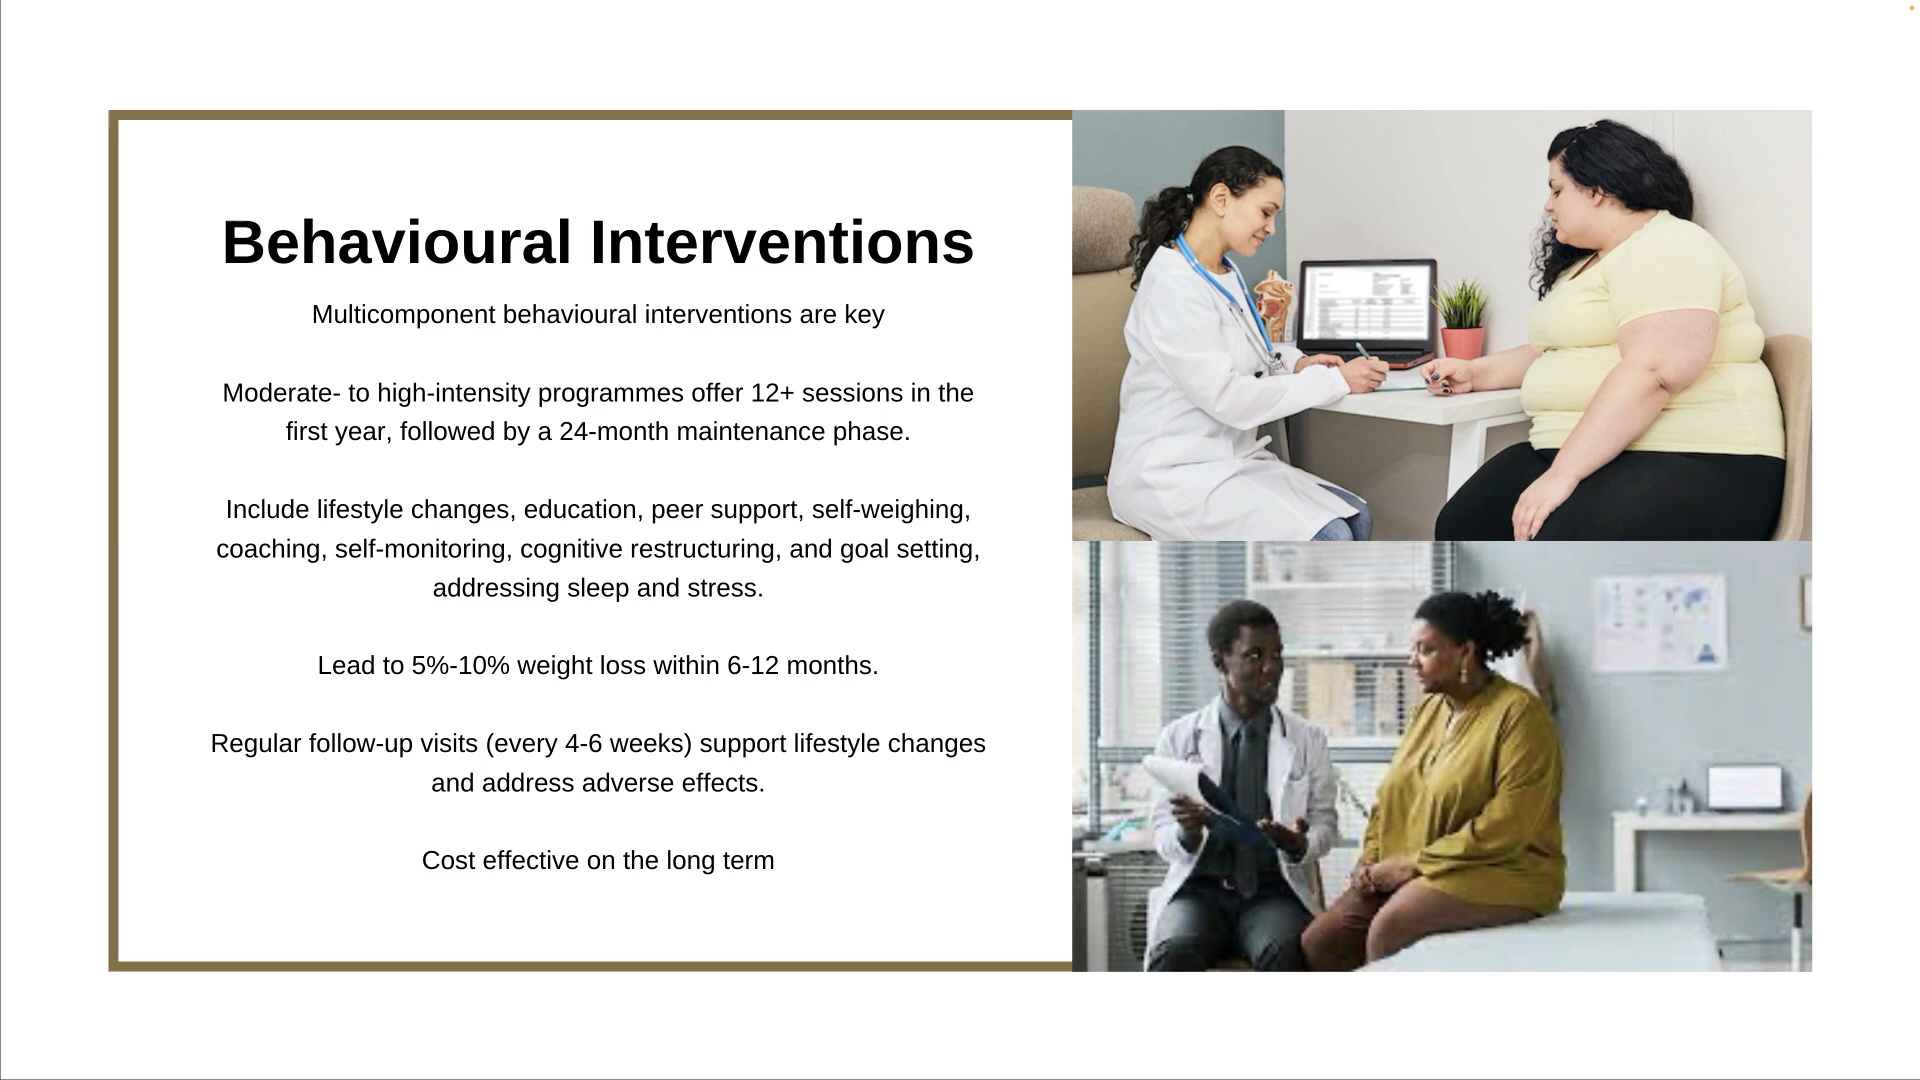 Behavioural Interventions
Multicomponent behavioural interventions are key
Moderate- to high-intensity programmes offer 12+ sessions in the
first year, followed by a 24-month maintenance phase.
Include lifestyle changes, education, peer support, self-weighing,
coaching, self-monitoring, cognitive restructuring, and goal setting,
addressing sleep and stress.
Lead to 5%-10% weight loss within 6-12 months.
Regular follow-up visits (every 4-6 weeks) support lifestyle changes
and address adverse effects.
Cost effective on the long term